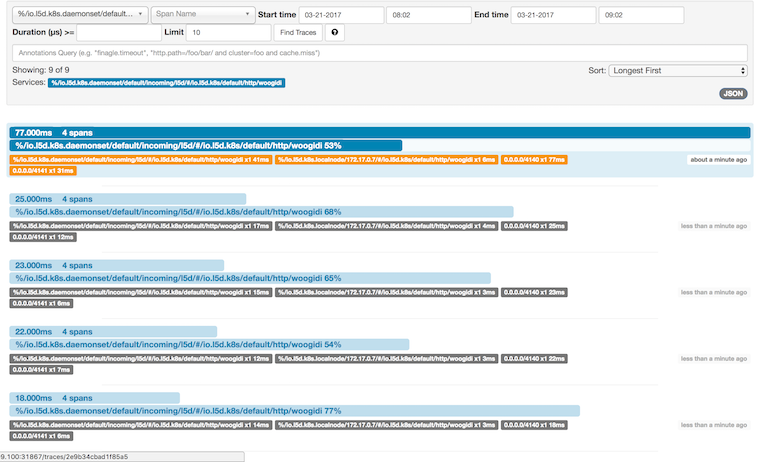 %/io.l5d.k8s.daemonset/default... Span Name Start time 03-21-2017 08:02 End time 03-21-2017 09:02
Duration (μs) >= Limit 10 Find Traces
Annotations Query (e.g. "finagle.timeout", "http.path=/foo/bar/ and cluster=foo and cache.miss")
Showing: 9 of 9 Sort: Longest First
Services: %/io.l5d.k8s.daemonset/default/incoming/l5d/#/io.l5d.k8s/default/http/woogidi
JSON
77.000ms 4 spans
%/io.l5d.k8s.daemonset/default/incoming/l5d/#/io.l5d.k8s/default/http/woogidi 53%
%/io.l5d.k8s.daemonset/default/incoming/l5d/#/io.l5d.k8s/default/http/woogidi x1 41ms %/io.l5d.k8s.localnode/172.17.0.7/#/io.l5d.k8s/default/http/woogidi x1 6ms 0.0.0.0/4140 x1 77ms about a minute ago
0.0.0.0/4141 x1 31ms
25.000ms 4 spans
%/io.l5d.k8s.daemonset/default/incoming/l5d/#/io.l5d.k8s/default/http/woogidi 68%
%/io.l5d.k8s.daemonset/default/incoming/l5d/#/io.l5d.k8s/default/http/woogidi x1 17ms %/io.l5d.k8s.localnode/172.17.0.7/#/io.l5d.k8s/default/http/woogidi x1 4ms 0.0.0.0/4140 x1 25ms less than a minute ago
0.0.0.0/4141 x1 12ms
23.000ms 4 spans
%/io.l5d.k8s.daemonset/default/incoming/l5d/#/io.l5d.k8s/default/http/woogidi 65%
%/io.l5d.k8s.daemonset/default/incoming/l5d/#/io.l5d.k8s/default/http/woogidi x1 15ms %/io.l5d.k8s.localnode/172.17.0.7/#/io.l5d.k8s/default/http/woogidi x1 3ms 0.0.0.0/4140 x1 23ms less than a minute ago
0.0.0.0/4141 x1 6ms
22.000ms 4 spans
%/io.l5d.k8s.daemonset/default/incoming/l5d/#/io.l5d.k8s/default/http/woogidi 54%
%/io.l5d.k8s.daemonset/default/incoming/l5d/#/io.l5d.k8s/default/http/woogidi x1 12ms %/io.l5d.k8s.localnode/172.17.0.7/#/io.l5d.k8s/default/http/woogidi x1 3ms 0.0.0.0/4140 x1 22ms less than a minute ago
0.0.0.0/4141 x1 7ms
18.000ms 4 spans
%/io.l5d.k8s.daemonset/default/incoming/l5d/#/io.l5d.k8s/default/http/woogidi 77%
%/io.l5d.k8s.daemonset/default/incoming/l5d/#/io.l5d.k8s/default/http/woogidi x1 14ms %/io.l5d.k8s.localnode/172.17.0.7/#/io.l5d.k8s/default/http/woogidi x1 3ms 0.0.0.0/4140 x1 18ms less than a minute ago
0.0.0.0/4141 x1 6ms
9.100:31867/traces/2e9b34cbad1f85a5